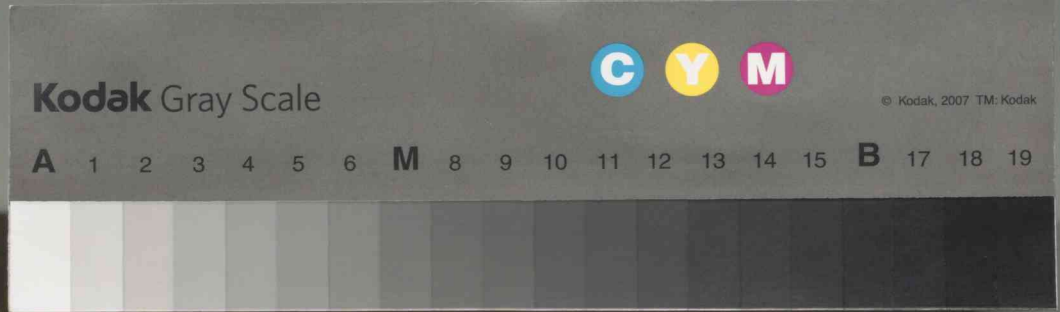 C Y M
Kodak Gray Scale
© Kodak, 2007 TM: Kodak
A 1 2 3 4 5 6 M 8 9 10 11 12 13 14 15 B 17 18 19